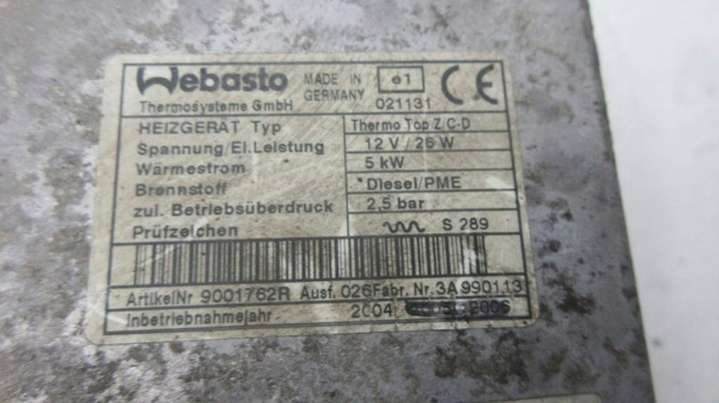 Webasto MADE IN GERMANY e1 CE
Thermosysteme GmbH 021131
HEIZGERÄT Typ Thermo Top Z/C-D
Spannung/El.Leistung 12 V / 26 W
Wärmestrom 5 kW
Brennstoff Diesel/PME
zul. Betriebsüberdruck 2,5 bar
Prüfzeichen S 289
ArtikelNr 9001762R Ausf. 026 Fabr. Nr. 3A 990113
Inbetriebnahmejahr 2004 2005 2006